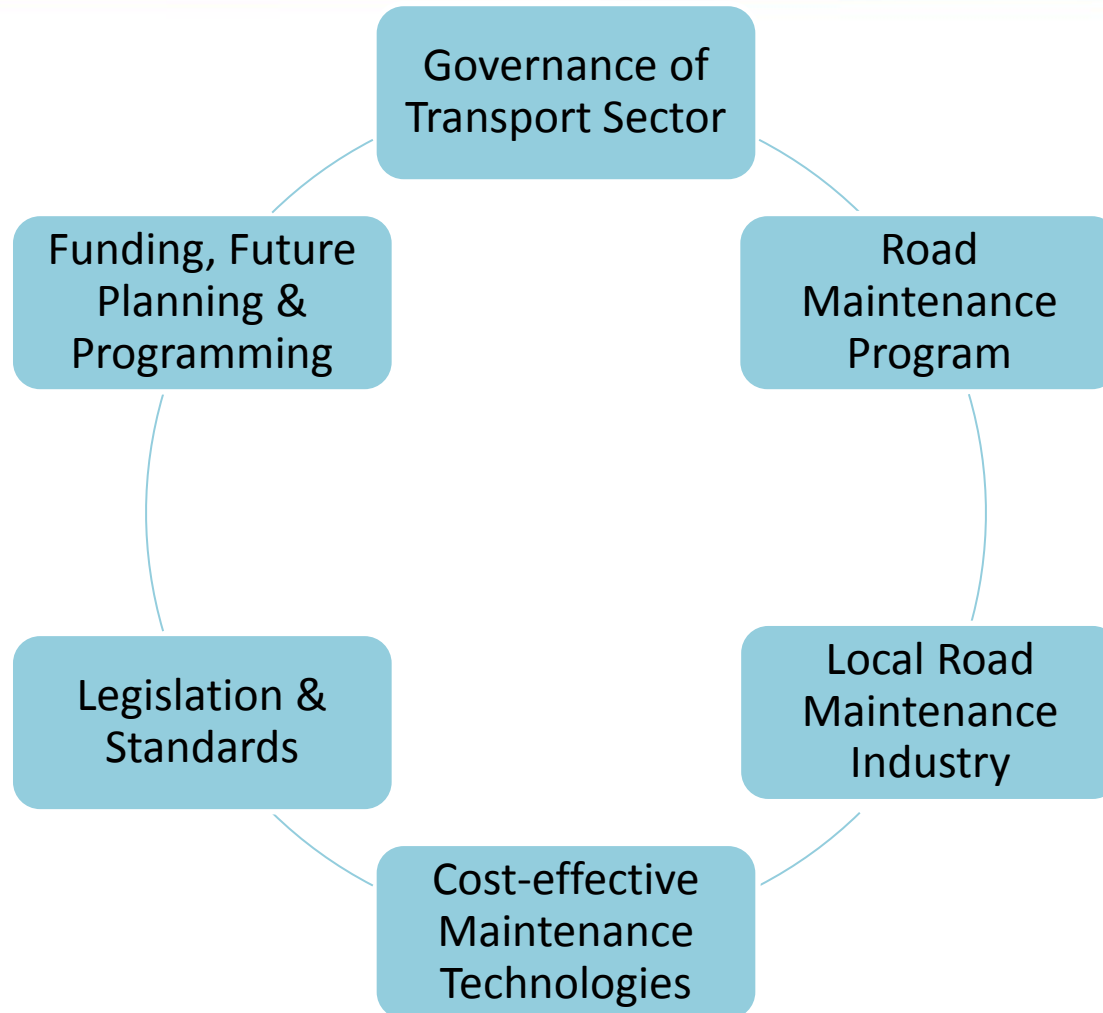 Governance of
Transport Sector
Road
Maintenance
Program
Local Road
Maintenance
Industry
Cost-effective
Maintenance
Technologies
Legislation &
Standards
Funding, Future
Planning &
Programming